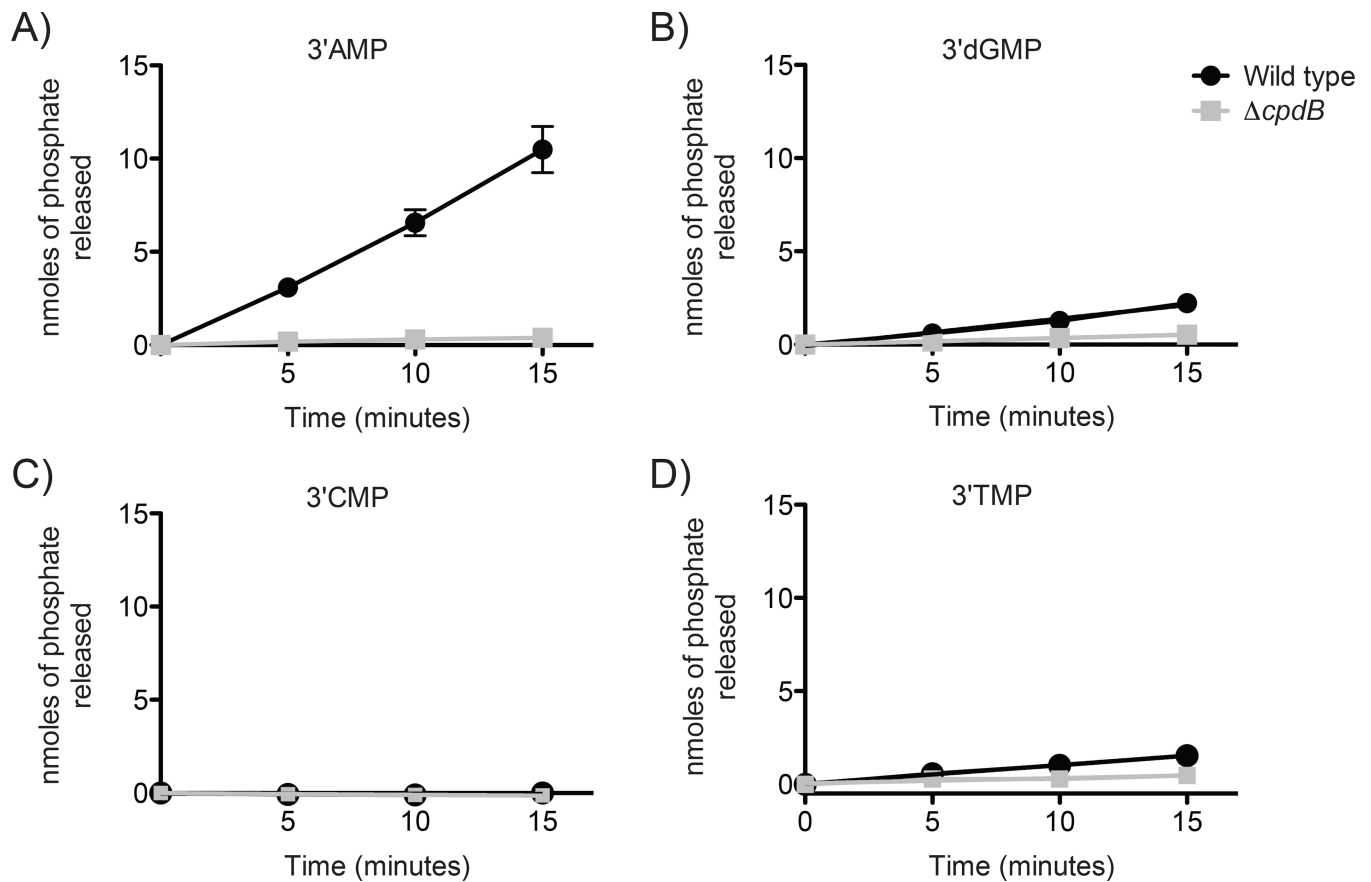 A)
3'AMP
15
10
5
0
5 10 15
nmoles of phosphate
released
Time (minutes)
B)
3'dGMP
15
10
5
0
5 10 15
nmoles of phosphate
released
Time (minutes)
Wild type
ΔcpdB
C)
3'CMP
15
10
5
0
5 10 15
nmoles of phosphate
released
Time (minutes)
D)
3'TMP
15
10
5
0
0 5 10 15
nmoles of phosphate
released
Time (minutes)